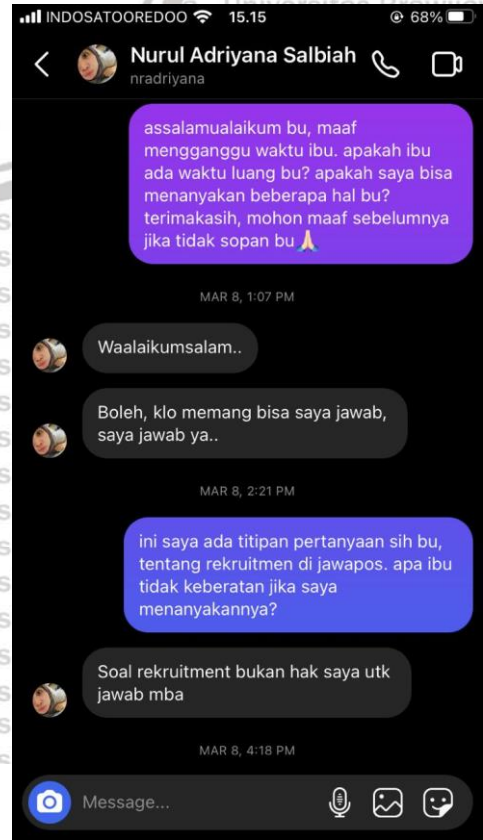 INDOSATOOREDOO 15.15 68%
Nurul Adriyana Salbiah
nradriyana
assalamualaikum bu, maaf
mengganggu waktu ibu. apakah ibu
ada waktu luang bu? apakah saya bisa
menanyakan beberapa hal bu?
terimakasih, mohon maaf sebelumnya
jika tidak sopan bu🙏🏻
MAR 8, 1:07 PM
Waalaikumsalam..
Boleh, klo memang bisa saya jawab,
saya jawab ya..
MAR 8, 2:21 PM
ini saya ada titipan pertanyaan sih bu,
tentang rekruitmen di jawapos. apa ibu
tidak keberatan jika saya
menanyakannya?
Soal rekruitment bukan hak saya utk
jawab mba
MAR 8, 4:18 PM
Message...